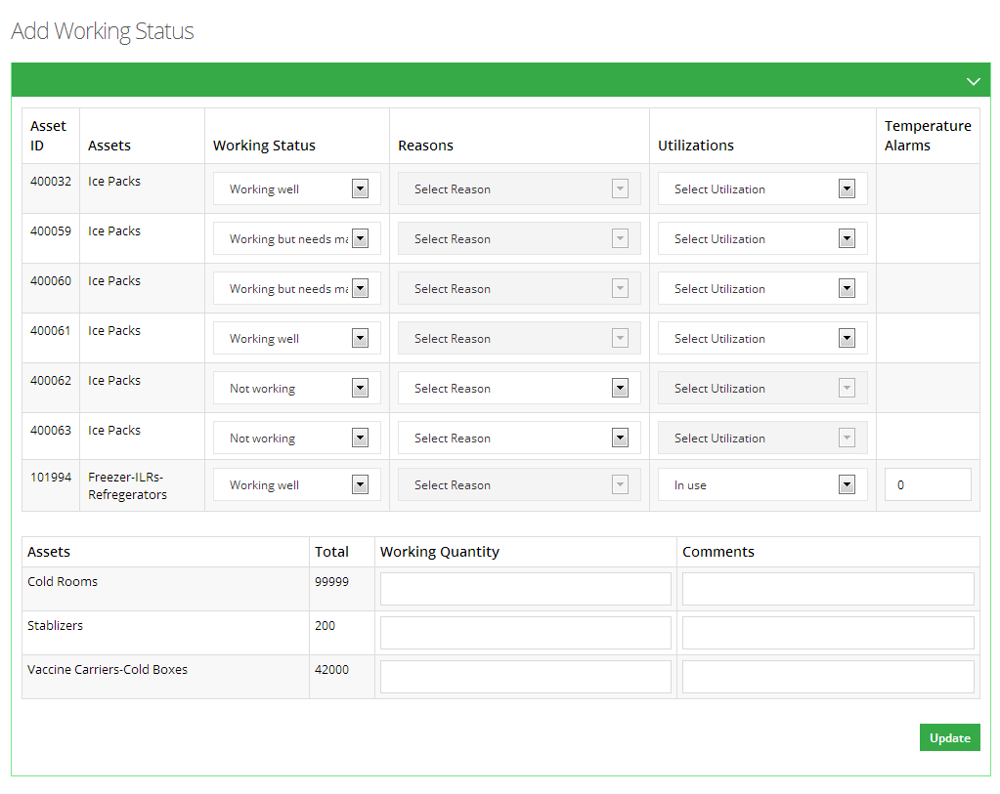 Add Working Status
Asset ID Assets Working Status Reasons Utilizations Temperature Alarms
400032 Ice Packs Working well Select Reason Select Utilization
400059 Ice Packs Working but needs ma Select Reason Select Utilization
400060 Ice Packs Working but needs ma Select Reason Select Utilization
400061 Ice Packs Working well Select Reason Select Utilization
400062 Ice Packs Not working Select Reason Select Utilization
400063 Ice Packs Not working Select Reason Select Utilization
101994 Freezer-ILRs-Refregerators Working well Select Reason In use 0
Assets Total Working Quantity Comments
Cold Rooms 99999
Stablizers 200
Vaccine Carriers-Cold Boxes 42000
Update